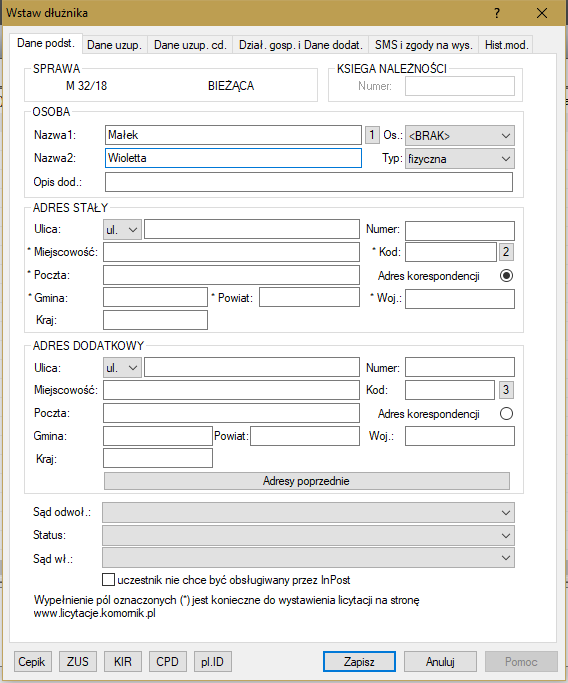 Wstaw dłużnika ?
Dane podst. Dane uzup. Dane uzup. cd. Dział. gosp. i Dane dodat. SMS i zgody na wys. Hist.mod.
SPRAWA KSIEGA NALEŻNOŚCI
M 32/18 BIEŻĄCA Numer:
OSOBA
Nazwa1: Małek 1 Os.: <BRAK>
Nazwa2: Wioletta Typ: fizyczna
Opis dod.:
ADRES STAŁY
Ulica: ul. Numer:
* Miejscowość: * Kod: 2
* Poczta: Adres korespondencji
* Gmina: * Powiat: * Woj.:
Kraj:
ADRES DODATKOWY
Ulica: ul. Numer:
Miejscowość: Kod: 3
Poczta: Adres korespondencji
Gmina: Powiat: Woj.:
Kraj:
Adresy poprzednie
Sąd odwoł.:
Status:
Sąd wł.:
uczestnik nie chce być obsługiwany przez InPost
Wypełnienie pól oznaczonych (*) jest konieczne do wystawienia licytacji na stronę
www.licytacje.komornik.pl
Cepik ZUS KIR CPD pl.ID Zapisz Anuluj Pomoc